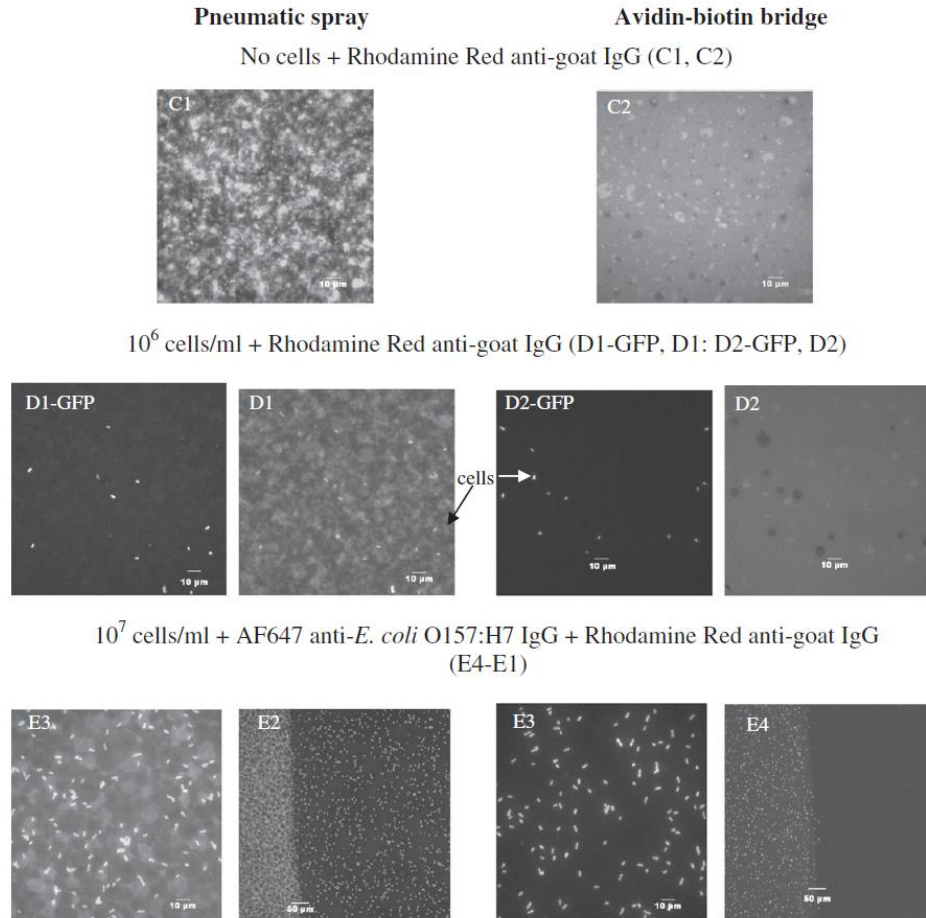 Pneumatic spray
Avidin-biotin bridge
No cells + Rhodamine Red anti-goat IgG (C1, C2)
C1
10 µm
C2
10 µm
10⁶ cells/ml + Rhodamine Red anti-goat IgG (D1-GFP, D1: D2-GFP, D2)
D1-GFP
10 µm
D1
10 µm
cells
D2-GFP
10 µm
D2
10 µm
10⁷ cells/ml + AF647 anti-E. coli O157:H7 IgG + Rhodamine Red anti-goat IgG
(E4-E1)
E3
10 µm
E2
50 µm
E3
10 µm
E4
50 µm